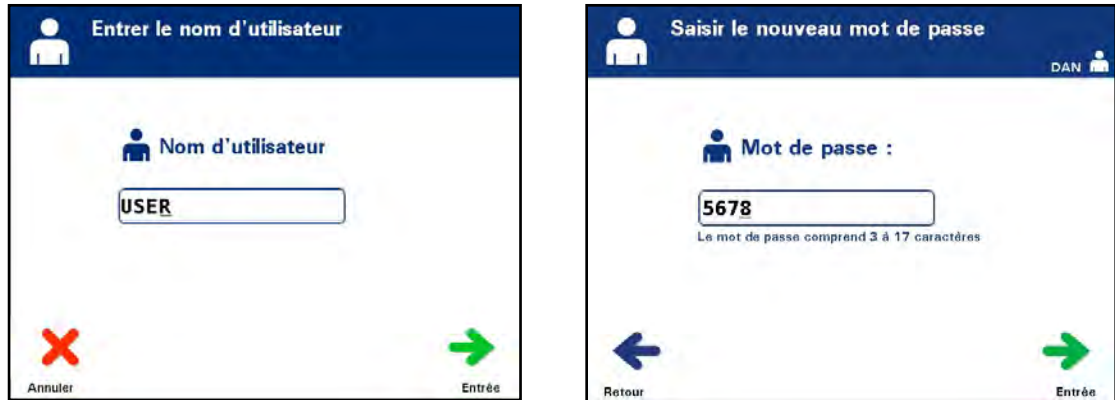 Entrer le nom d'utilisateur
Nom d'utilisateur
USER
Annuler
Entrée
Saisir le nouveau mot de passe
DAN
Mot de passe :
5678
Le mot de passe comprend 3 à 17 caractères
Retour
Entrée